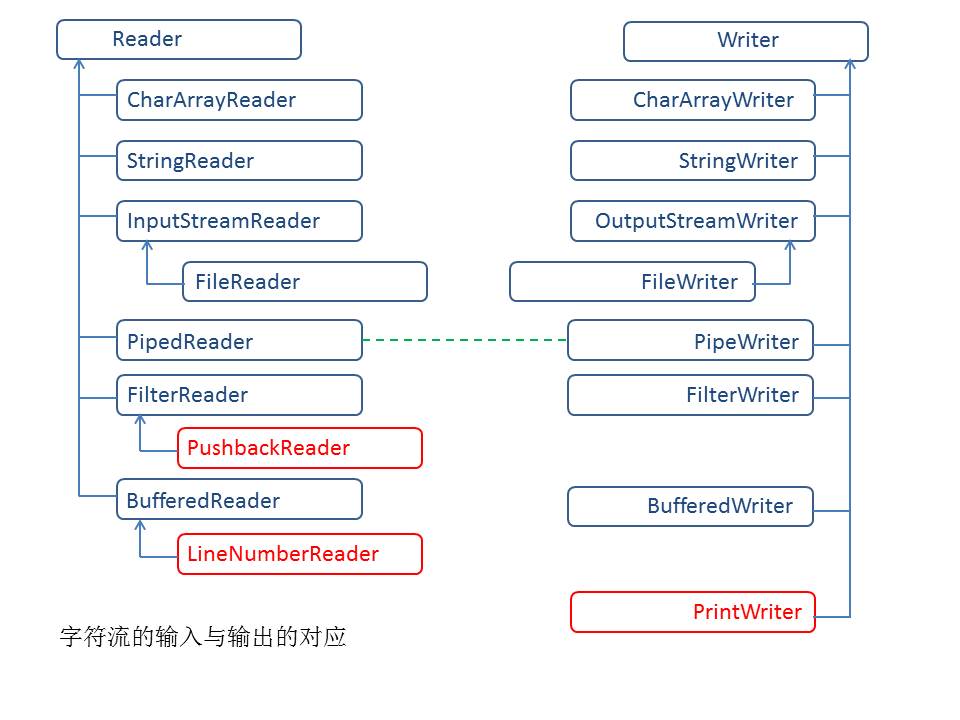 Reader
Writer
CharArrayReader
CharArrayWriter
StringReader
StringWriter
InputStreamReader
OutputStreamWriter
FileReader
FileWriter
PipedReader
PipeWriter
FilterReader
FilterWriter
PushbackReader
BufferedReader
BufferedWriter
LineNumberReader
PrintWriter
字符流的输入与输出的对应